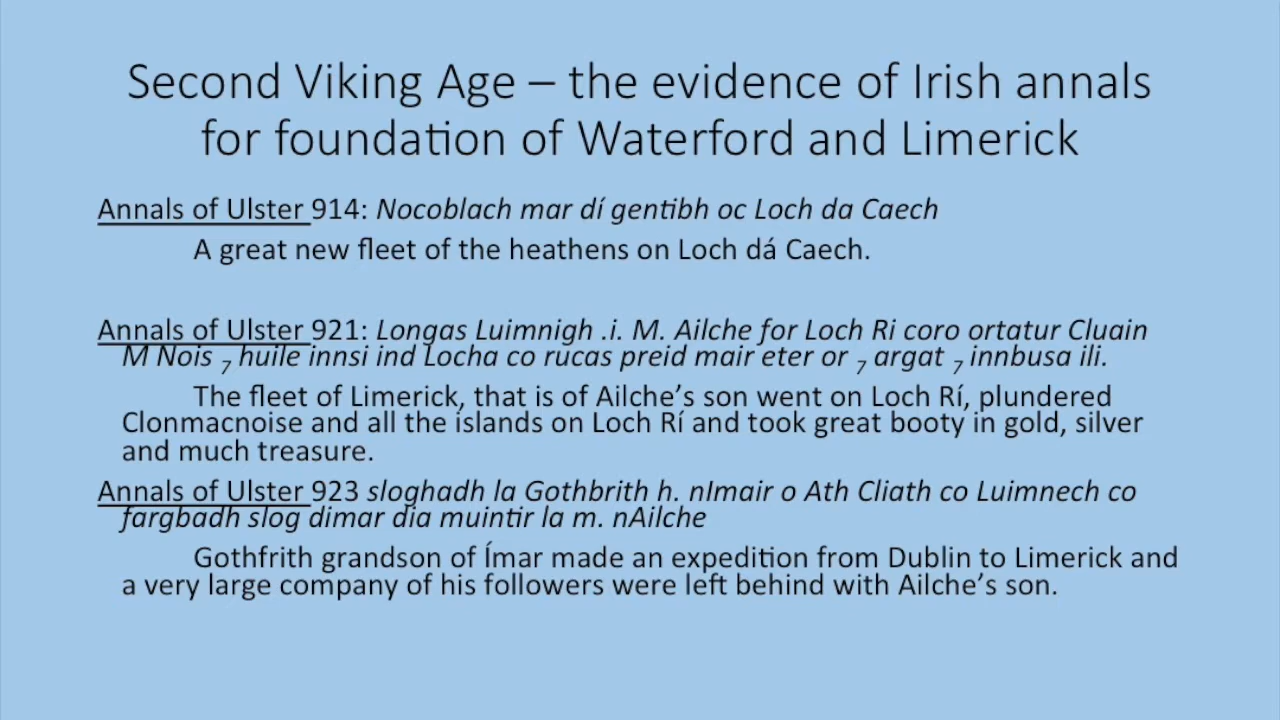 Second Viking Age – the evidence of Irish annals
for foundation of Waterford and Limerick
Annals of Ulster 914: Nocoblach mar dí gentibh oc Loch da Caech
A great new fleet of the heathens on Loch dá Caech.
Annals of Ulster 921: Longas Luimnigh .i. M. Ailche for Loch Ri coro ortatur Cluain
M Nois 7 huile innsi ind Locha co rucas preid mair eter or 7 argat 7 innbusa ili.
The fleet of Limerick, that is of Ailche’s son went on Loch Rí, plundered
Clonmacnoise and all the islands on Loch Rí and took great booty in gold, silver
and much treasure.
Annals of Ulster 923 sloghadh la Gothbrith h. nImair o Ath Cliath co Luimnech co
fargbadh slog dimar dia muintir la m. nAilche
Gothfrith grandson of Ímar made an expedition from Dublin to Limerick and
a very large company of his followers were left behind with Ailche’s son.